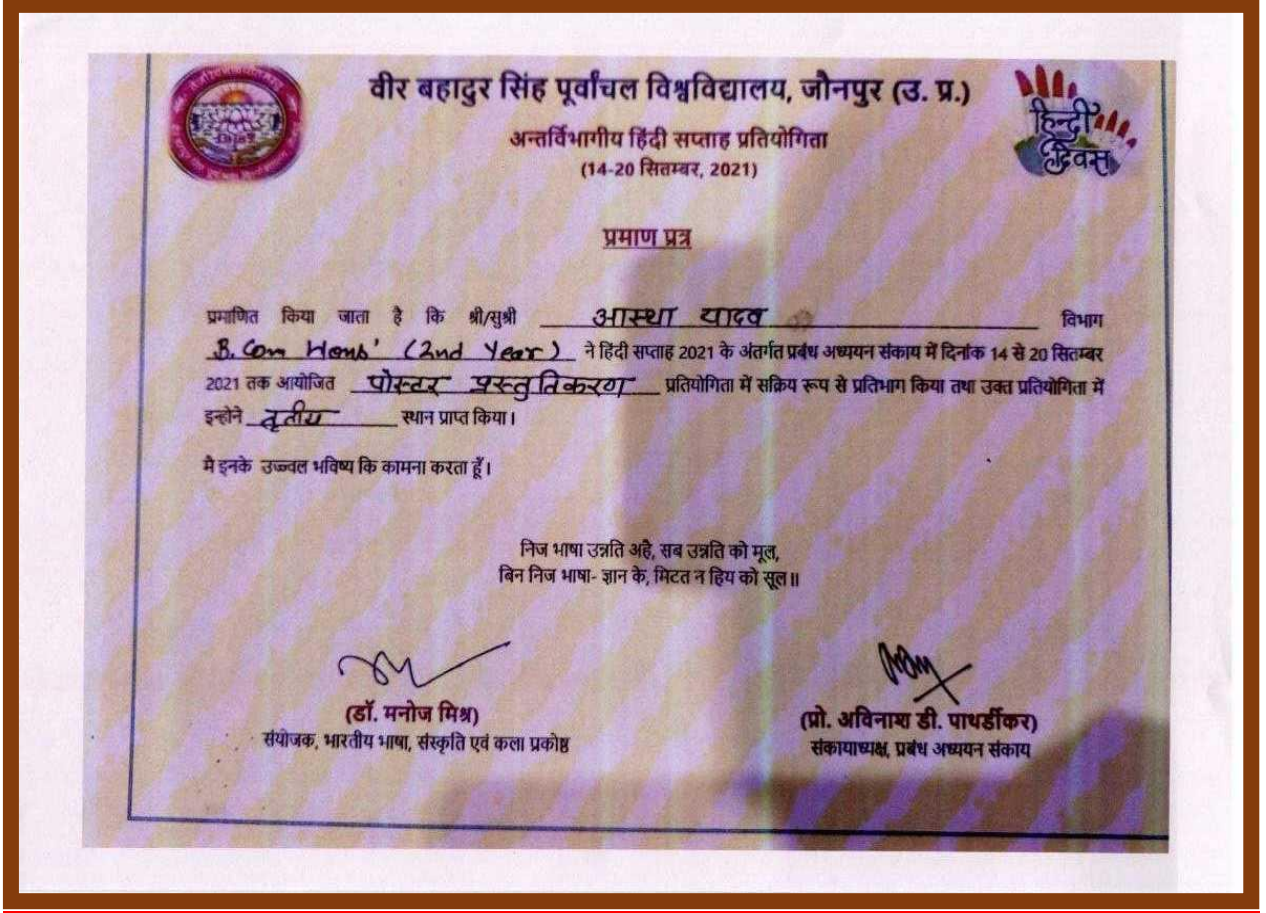 वीर बहादुर सिंह पूर्वांचल विश्वविद्यालय, जौनपुर (उ. प्र.)
हिन्दी दिवस
अन्तर्विभागीय हिंदी सप्ताह प्रतियोगिता
(14-20 सितम्बर, 2021)
प्रमाण प्रत्र
प्रमाणित किया जाता है कि श्री/सुश्री आस्था यादव विभाग
B. Com Hons' (2nd Year) ने हिंदी सप्ताह 2021 के अंतर्गत प्रबंध अध्ययन संकाय में दिनांक 14 से 20 सितम्बर
2021 तक आयोजित पोस्टर प्रस्तुतिकरण प्रतियोगिता में सक्रिय रूप से प्रतिभाग किया तथा उक्त प्रतियोगिता में
इन्होने तृतीय स्थान प्राप्त किया।
मै इनके उज्ज्वल भविष्य कि कामना करता हूँ।
निज भाषा उन्नति अहै, सब उन्नति को मूल,
बिन निज भाषा- ज्ञान के, मिटत न हिय को सूल॥
(डॉ. मनोज मिश्र)
संयोजक, भारतीय भाषा, संस्कृति एवं कला प्रकोष्ठ
(प्रो. अविनाश डी. पाथर्डीकर)
संकायाध्यक्ष, प्रबंध अध्ययन संकाय